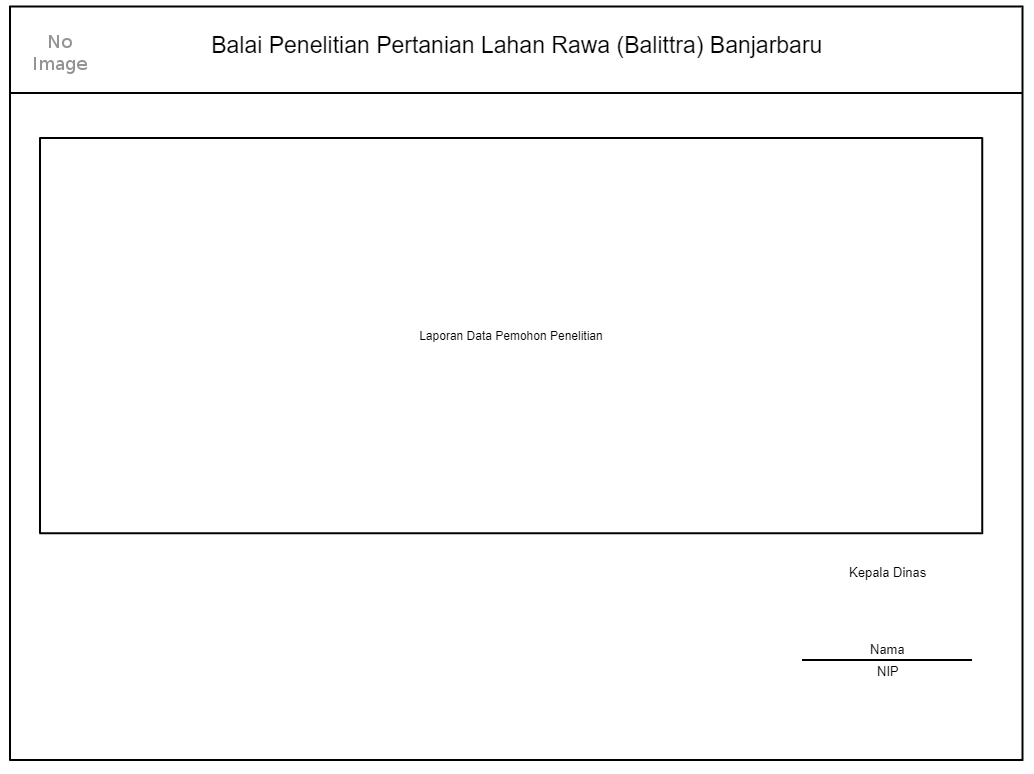 No
Image
Balai Penelitian Pertanian Lahan Rawa (Balittra) Banjarbaru
Laporan Data Pemohon Penelitian
Kepala Dinas
Nama
NIP